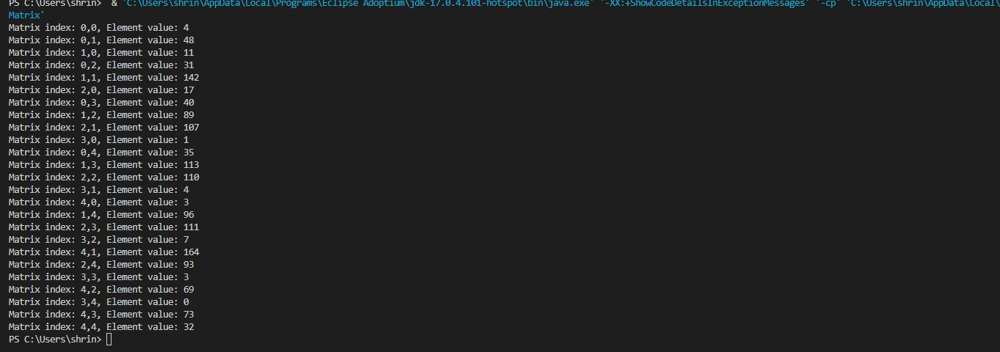 PS C:\Users\shrin>  & 'C:\Users\shrin\AppData\Local\Programs\Eclipse Adoptium\jdk-17.0.4.101-hotspot\bin\java.exe' '-XX:+ShowCodeDetailsInExceptionMessages' '-cp' 'C:\Users\shrin\AppData\Local\
Matrix'
Matrix index: 0,0, Element value: 4
Matrix index: 0,1, Element value: 48
Matrix index: 1,0, Element value: 11
Matrix index: 0,2, Element value: 31
Matrix index: 1,1, Element value: 142
Matrix index: 2,0, Element value: 17
Matrix index: 0,3, Element value: 40
Matrix index: 1,2, Element value: 89
Matrix index: 2,1, Element value: 107
Matrix index: 3,0, Element value: 1
Matrix index: 0,4, Element value: 35
Matrix index: 1,3, Element value: 113
Matrix index: 2,2, Element value: 110
Matrix index: 3,1, Element value: 4
Matrix index: 4,0, Element value: 3
Matrix index: 1,4, Element value: 96
Matrix index: 2,3, Element value: 111
Matrix index: 3,2, Element value: 7
Matrix index: 4,1, Element value: 164
Matrix index: 2,4, Element value: 93
Matrix index: 3,3, Element value: 3
Matrix index: 4,2, Element value: 69
Matrix index: 3,4, Element value: 0
Matrix index: 4,3, Element value: 73
Matrix index: 4,4, Element value: 32
PS C:\Users\shrin>